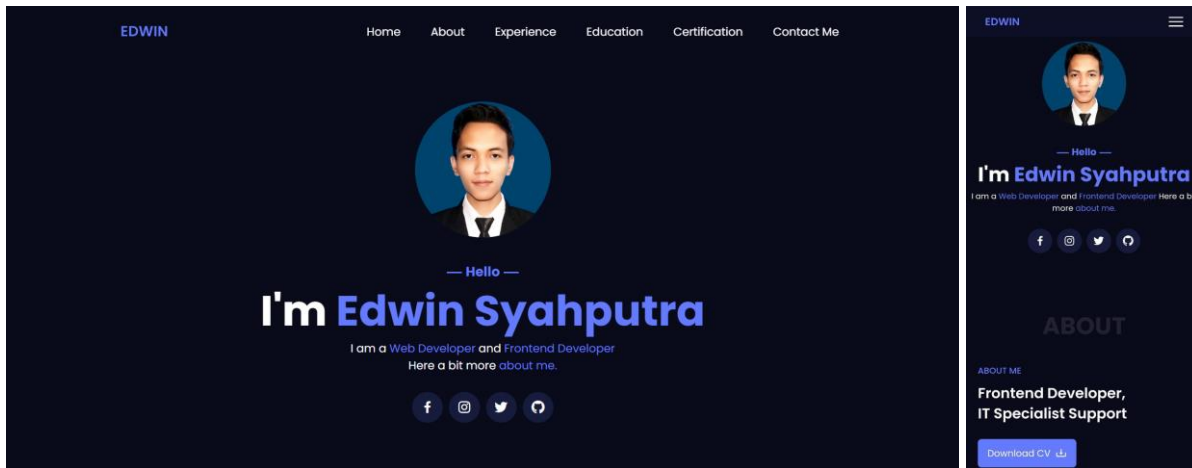 EDWIN
Home About Experience Education Certification Contact Me
— Hello —
I'm Edwin Syahputra
I am a Web Developer and Frontend Developer
Here a bit more about me.
EDWIN
— Hello —
I'm Edwin Syahputra
I am a Web Developer and Frontend Developer Here a b
more about me.
ABOUT
ABOUT ME
Frontend Developer,
IT Specialist Support
Download CV